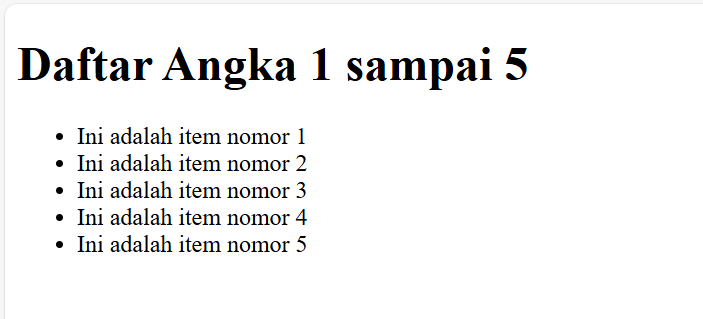 Daftar Angka 1 sampai 5
Ini adalah item nomor 1
Ini adalah item nomor 2
Ini adalah item nomor 3
Ini adalah item nomor 4
Ini adalah item nomor 5